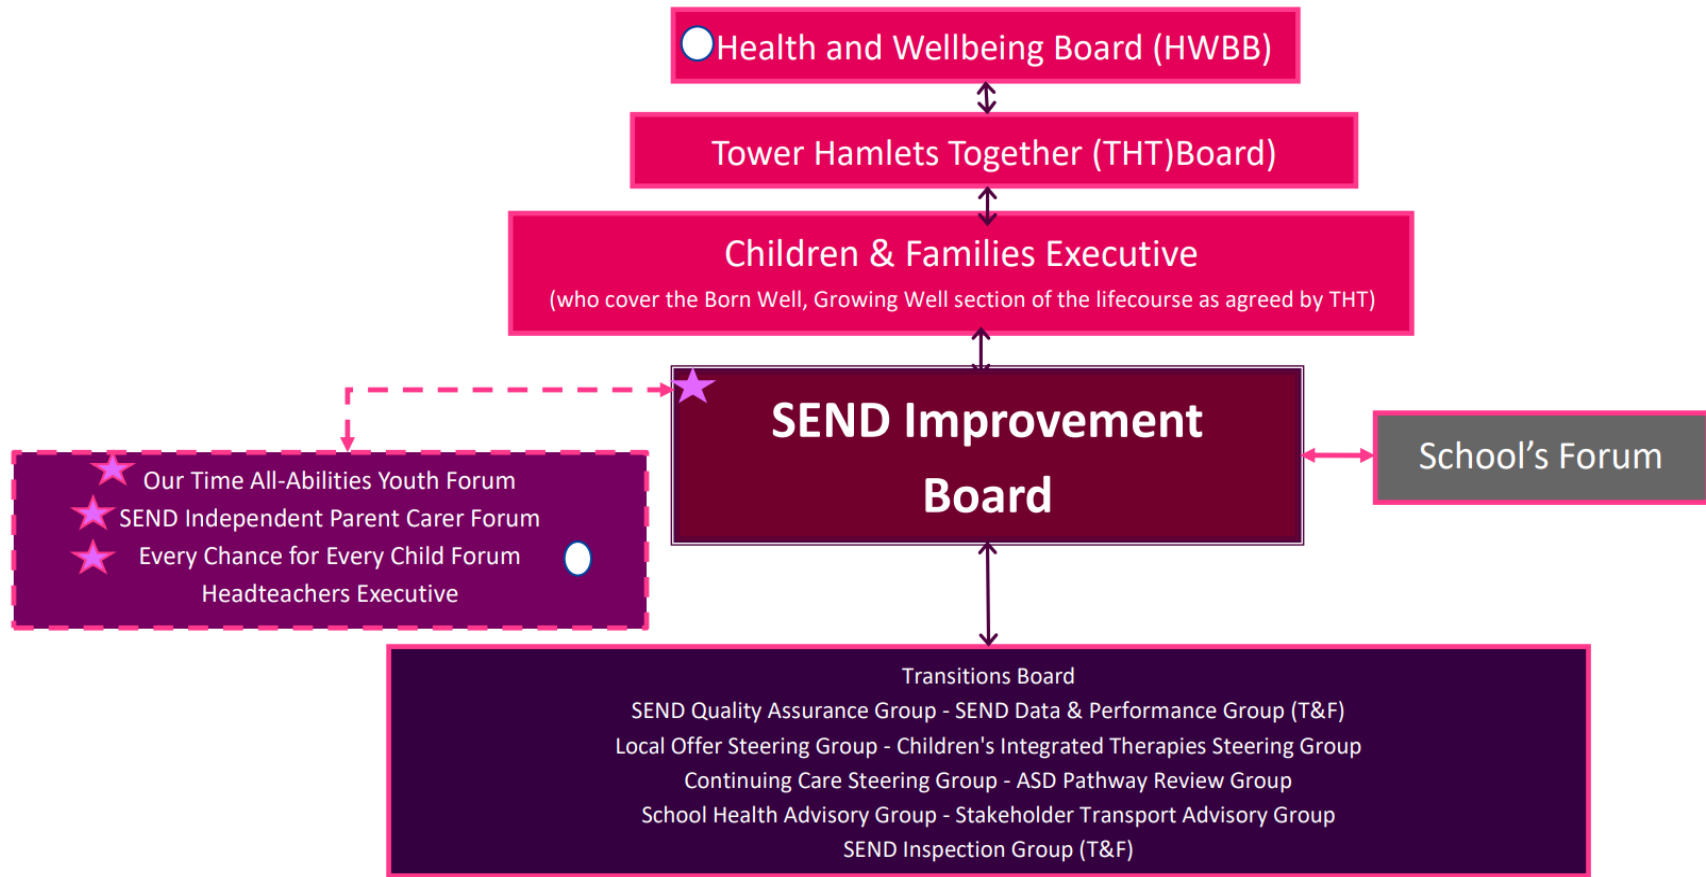 Health and Wellbeing Board (HWBB)
Tower Hamlets Together (THT)Board)
Children & Families Executive
(who cover the Born Well, Growing Well section of the lifecourse as agreed by THT)
SEND Improvement
Board
School’s Forum
Our Time All-Abilities Youth Forum
SEND Independent Parent Carer Forum
Every Chance for Every Child Forum
Headteachers Executive
Transitions Board
SEND Quality Assurance Group - SEND Data & Performance Group (T&F)
Local Offer Steering Group - Children's Integrated Therapies Steering Group
Continuing Care Steering Group - ASD Pathway Review Group
School Health Advisory Group - Stakeholder Transport Advisory Group
SEND Inspection Group (T&F)